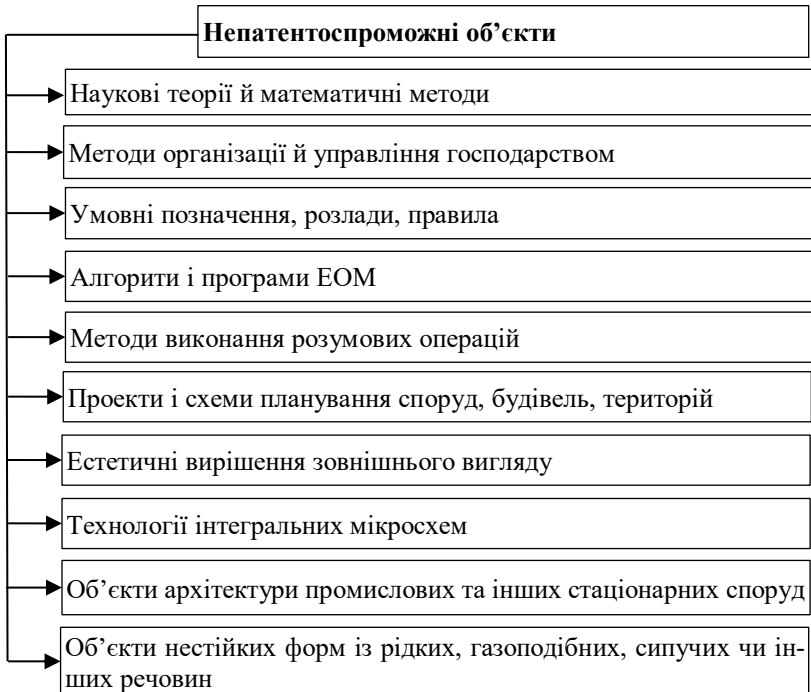 Непатентоспроможні об’єкти
Наукові теорії й математичні методи
Методи організації й управління господарством
Умовні позначення, розлади, правила
Алгорити і програми ЕОМ
Методи виконання розумових операцій
Проекти і схеми планування споруд, будівель, територій
Естетичні вирішення зовнішнього вигляду
Технології інтегральних мікросхем
Об’єкти архітектури промислових та інших стаціонарних споруд
Об’єкти нестійких форм із рідких, газоподібних, сипучих чи ін-
ших речовин